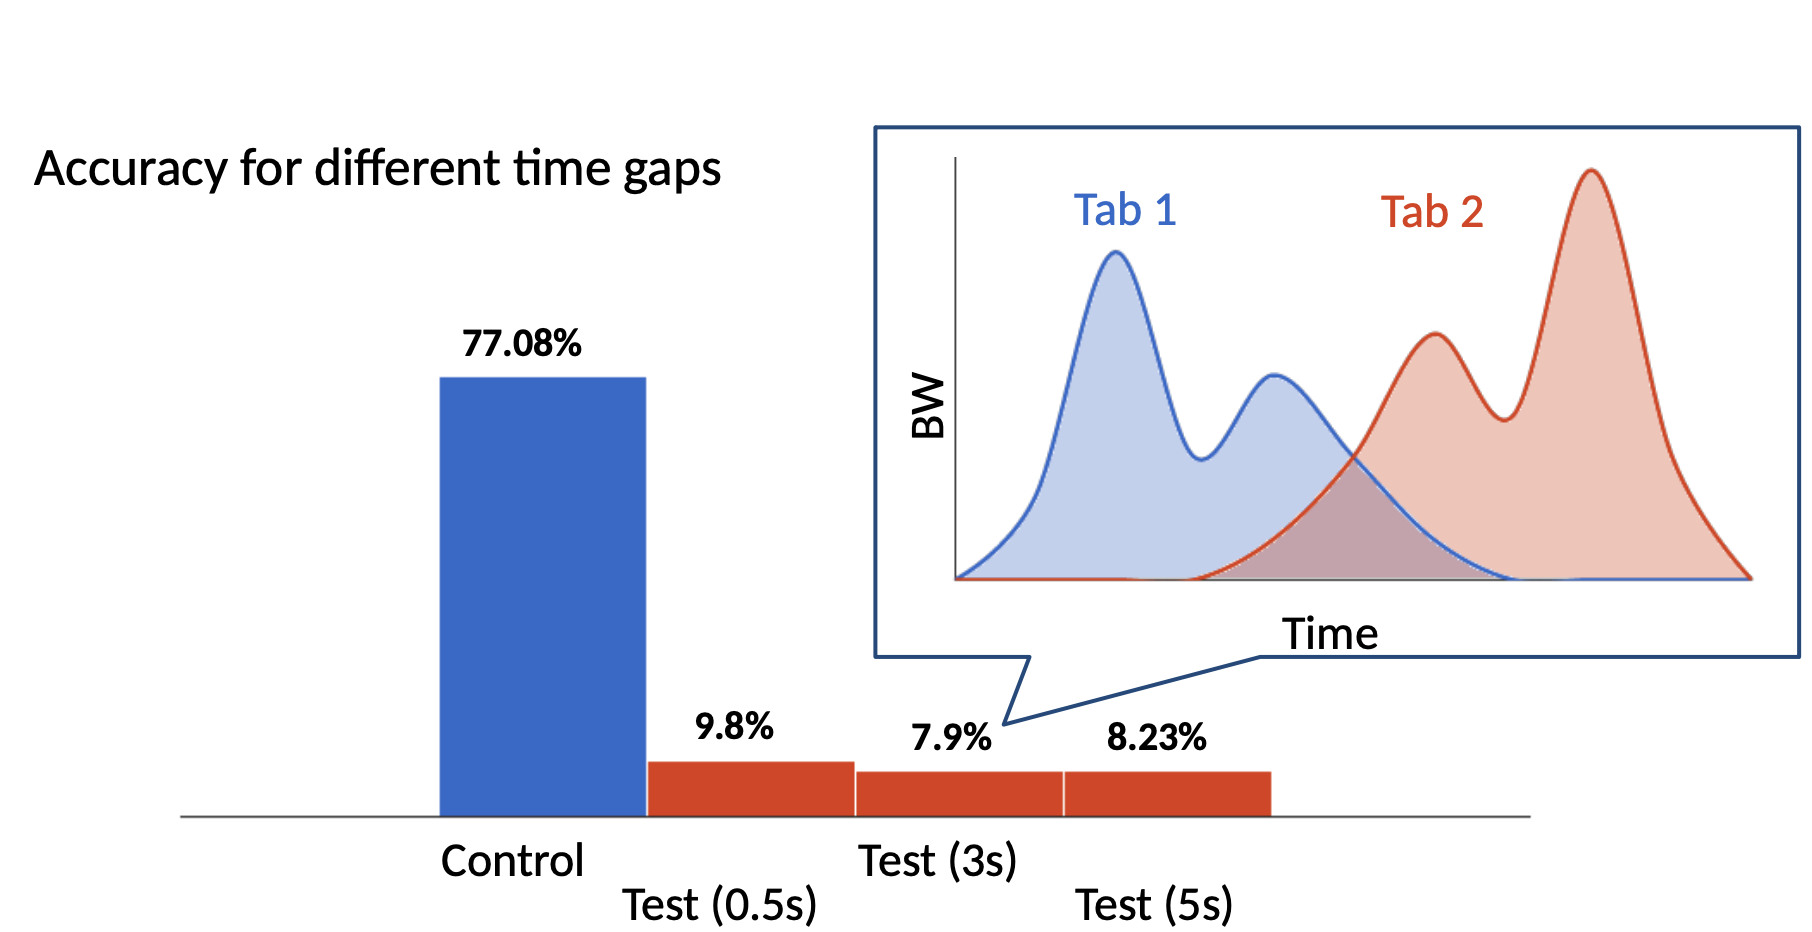 Accuracy for different time gaps
Tab 1
Tab 2
BW
Time
77.08%
9.8%
7.9%
8.23%
Control
Test (0.5s)
Test (3s)
Test (5s)